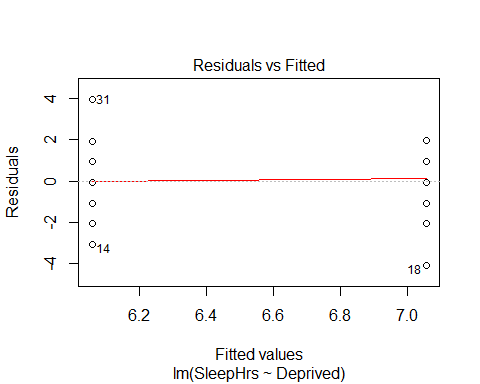 Residuals vs Fitted
Residuals
4
2
0
-2
-4
31
14
18
6.2 6.4 6.6 6.8 7.0
Fitted values
lm(SleepHrs ~ Deprived)